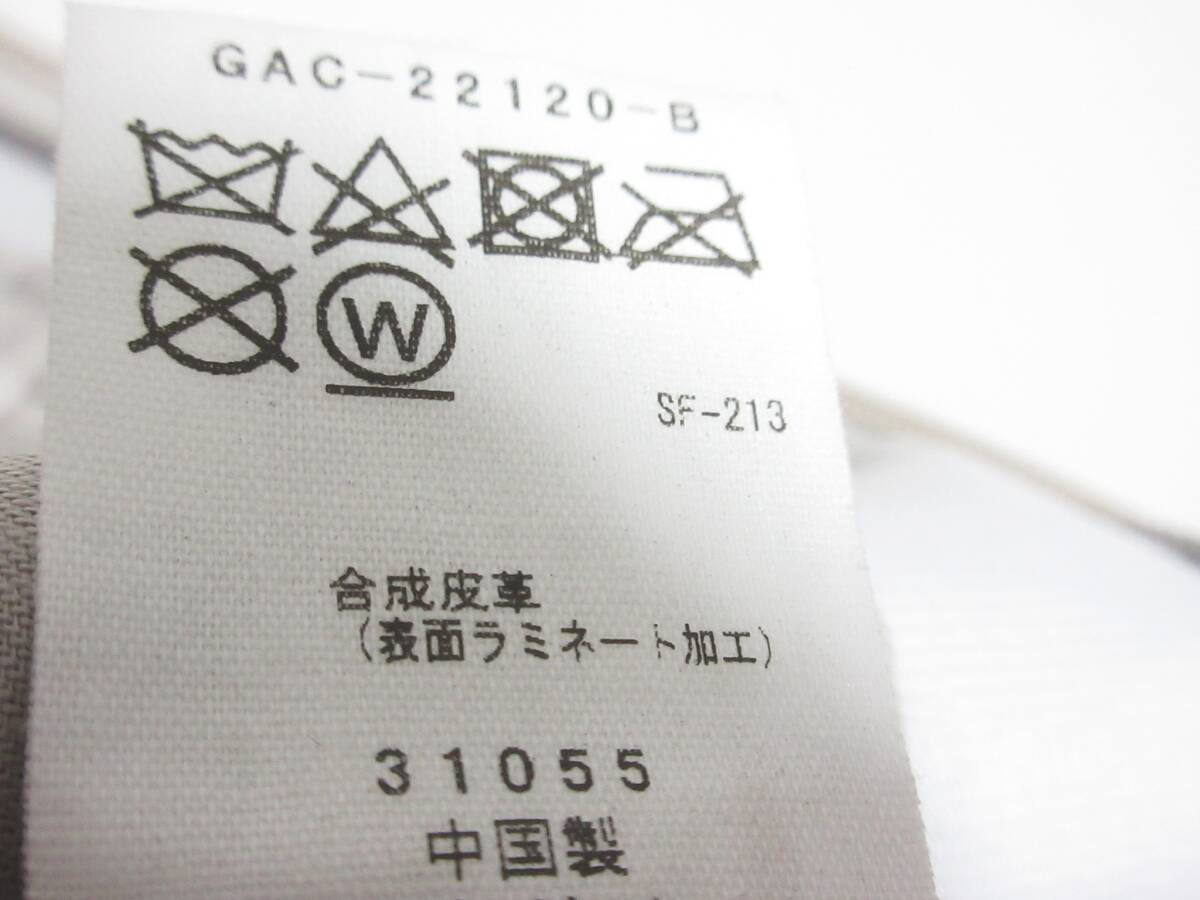 GAC-22120-B
W
SF-213
合成皮革
(表面ラミネート加工)
31055
中国製